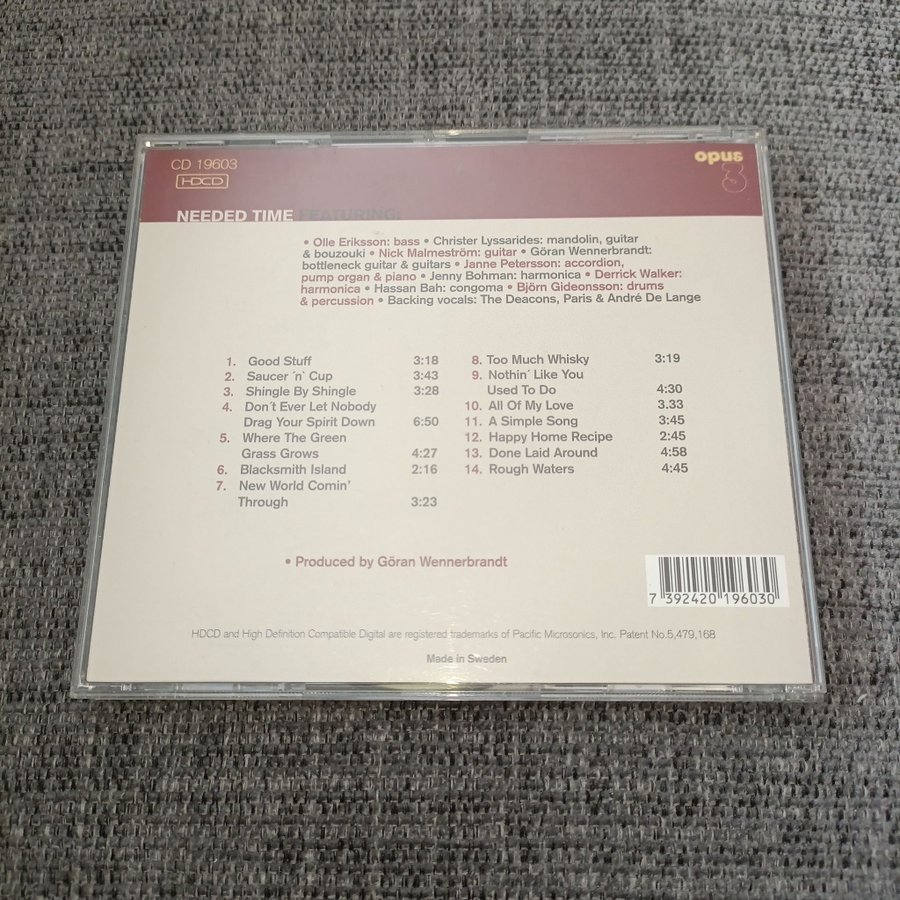 CD 19603
HDCD
opus
3
NEEDED TIME FEATURING:
• Olle Eriksson: bass • Christer Lyssarides: mandolin, guitar
& bouzouki • Nick Malmeström: guitar • Göran Wennerbrandt:
bottleneck guitar & guitars • Janne Petersson: accordion,
pump organ & piano • Jenny Bohman: harmonica • Derrick Walker:
harmonica • Hassan Bah: congoma • Björn Gideonsson: drums
& percussion • Backing vocals: The Deacons, Paris & André De Lange
1. Good Stuff 3:18
2. Saucer ´n` Cup 3:43
3. Shingle By Shingle 3:28
4. Don´t Ever Let Nobody
Drag Your Spirit Down 6:50
5. Where The Green
Grass Grows 4:27
6. Blacksmith Island 2:16
7. New World Comin'
Through 3:23
8. Too Much Whisky 3:19
9. Nothin´ Like You
Used To Do 4:30
10. All Of My Love 3.33
11. A Simple Song 3:45
12. Happy Home Recipe 2:45
13. Done Laid Around 4:58
14. Rough Waters 4:45
• Produced by Göran Wennerbrandt
7 392420 196030
HDCD and High Definition Compatible Digital are registered trademarks of Pacific Microsonics, Inc. Patent No.5,479,168
Made in Sweden